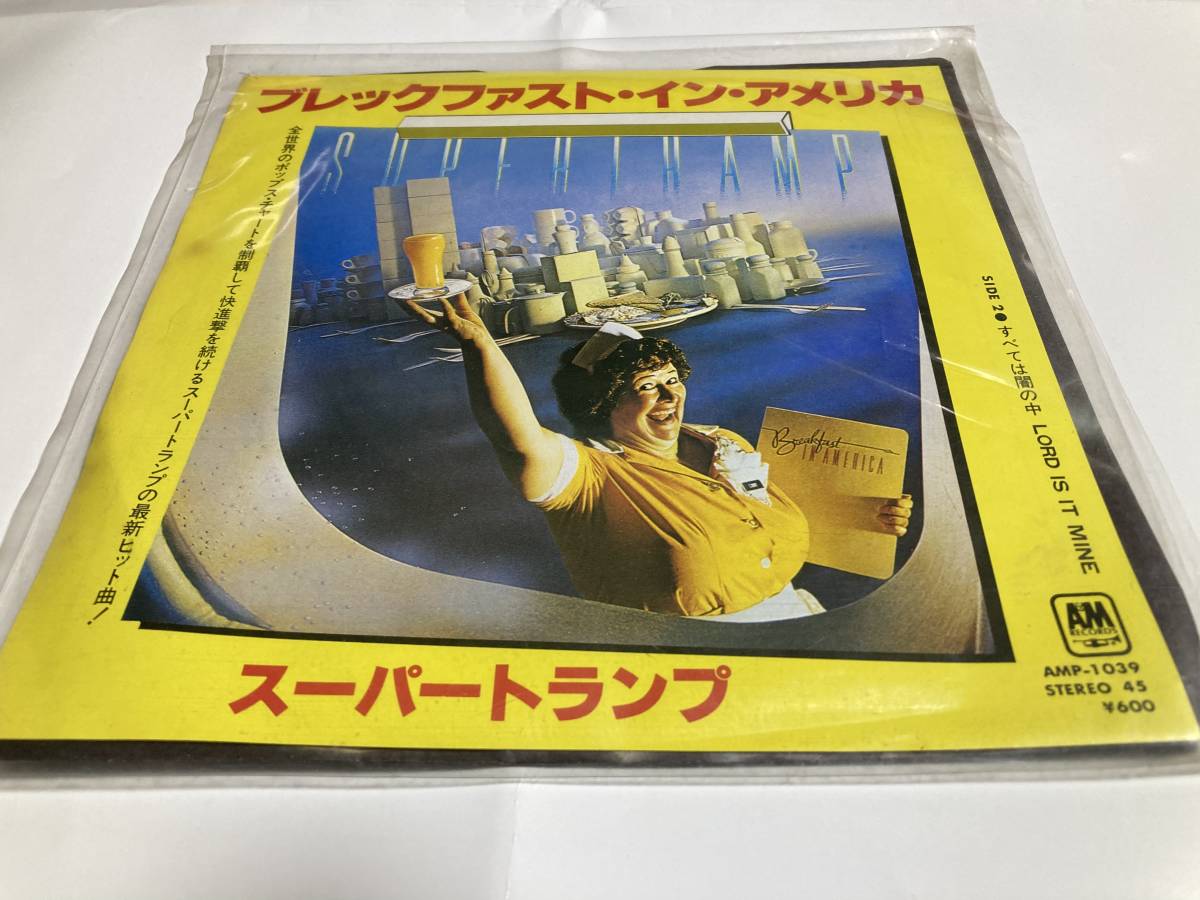 ブレックファスト・イン・アメリカ
SUPERTRAMP
全世界のポップス・チャートを制覇して快進撃を続けるスーパートランプの最新ヒット曲!
Breakfast
IN AMERICA
SIDE 2● すべては闇の中 LORD IS IT MINE
A&M
RECORDS
AMP-1039
STEREO 45
¥600
スーパートランプ